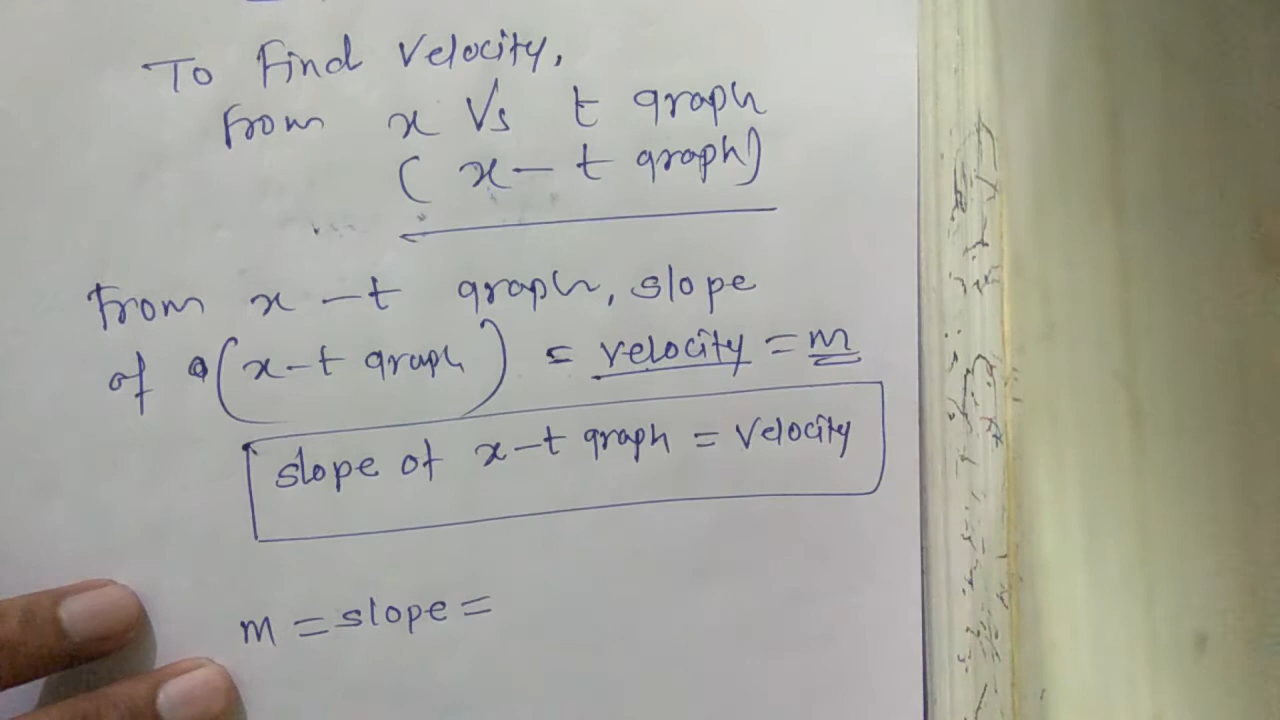 To Find Velocity,
From x Vs t graph
(x-t graph)
From x-t graph, slope
of (x-t graph) = velocity = m
slope of x-t graph = Velocity
m = slope =